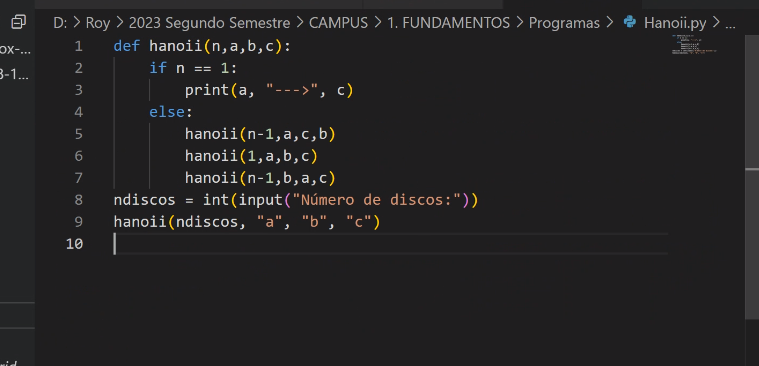 ox-...
D: > Roy > 2023 Segundo Semestre > CAMPUS > 1. FUNDAMENTOS > Programas > Hanoii.py > ...
3-1...
1 def hanoii(n,a,b,c):
2 if n == 1:
3 print(a, "--->", c)
4 else:
5 hanoii(n-1,a,c,b)
6 hanoii(1,a,b,c)
7 hanoii(n-1,b,a,c)
8 ndiscos = int(input("Número de discos:"))
9 hanoii(ndiscos, "a", "b", "c")
10